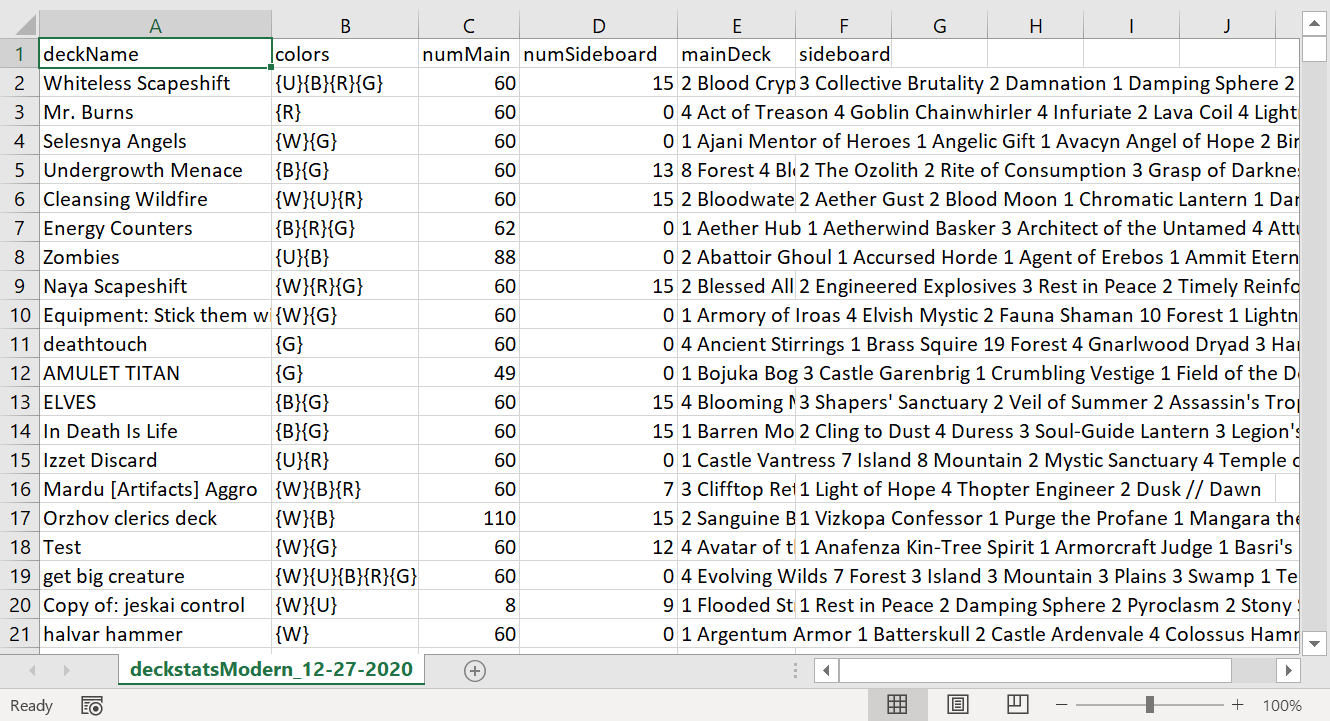 A B C D E F G H I J
1 deckName colors numMain numSideboard mainDeck sideboard
2 Whiteless Scapeshift {U}{B}{R}{G} 60 15 2 Blood Cryp 3 Collective Brutality 2 Damnation 1 Damping Sphere 2
3 Mr. Burns {R} 60 0 4 Act of Treason 4 Goblin Chainwhirler 4 Infuriate 2 Lava Coil 4 Light
4 Selesnya Angels {W}{G} 60 0 1 Ajani Mentor of Heroes 1 Angelic Gift 1 Avacyn Angel of Hope 2 Bir
5 Undergrowth Menace {B}{G} 60 13 8 Forest 4 Bl 2 The Ozolith 2 Rite of Consumption 3 Grasp of Darkne
6 Cleansing Wildfire {W}{U}{R} 60 15 2 Bloodwate 2 Aether Gust 2 Blood Moon 1 Chromatic Lantern 1 Da
7 Energy Counters {B}{R}{G} 62 0 1 Aether Hub 1 Aetherwind Basker 3 Architect of the Untamed 4 Attu
8 Zombies {U}{B} 88 0 2 Abattoir Ghoul 1 Accursed Horde 1 Agent of Erebos 1 Ammit Etern
9 Naya Scapeshift {W}{R}{G} 60 15 2 Blessed All 2 Engineered Explosives 3 Rest in Peace 2 Timely Reinfo
10 Equipment: Stick them w {W}{G} 60 0 1 Armory of Iroas 4 Elvish Mystic 2 Fauna Shaman 10 Forest 1 Lightn
11 deathtouch {G} 60 0 4 Ancient Stirrings 1 Brass Squire 19 Forest 4 Gnarlwood Dryad 3 Ha
12 AMULET TITAN {G} 49 0 1 Bojuka Bog 3 Castle Garenbrig 1 Crumbling Vestige 1 Field of the D
13 ELVES {B}{G} 60 15 4 Blooming 3 Shapers' Sanctuary 2 Veil of Summer 2 Assassin's Tro
14 In Death Is Life {B}{G} 60 15 1 Barren Mo 2 Cling to Dust 4 Duress 3 Soul-Guide Lantern 3 Legion's
15 Izzet Discard {U}{R} 60 0 1 Castle Vantress 7 Island 8 Mountain 2 Mystic Sanctuary 4 Temple
16 Mardu [Artifacts] Aggro {W}{B}{R} 60 7 3 Clifftop Ret 1 Light of Hope 4 Thopter Engineer 2 Dusk // Dawn
17 Orzhov clerics deck {W}{B} 110 15 2 Sanguine B 1 Vizkopa Confessor 1 Purge the Profane 1 Mangara the
18 Test {W}{G} 60 12 4 Avatar of t 1 Anafenza Kin-Tree Spirit 1 Armorcraft Judge 1 Basri's
19 get big creature {W}{U}{B}{R}{G} 60 0 4 Evolving Wilds 7 Forest 3 Island 3 Mountain 3 Plains 3 Swamp 1 Te
20 Copy of: jeskai control {W}{U} 8 9 1 Flooded St 1 Rest in Peace 2 Damping Sphere 2 Pyroclasm 2 Stony
21 halvar hammer {W} 60 0 1 Argentum Armor 1 Batterskull 2 Castle Ardenvale 4 Colossus Ham
deckstatsModern_12-27-2020
Ready 100%